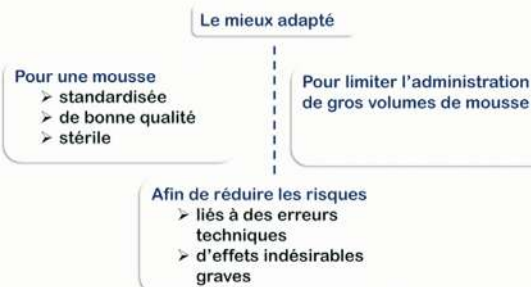 Le mieux adapté
Pour une mousse
➢ standardisée
➢ de bonne qualité
➢ stérile
Pour limiter l'administration
de gros volumes de mousse
Afin de réduire les risques
➢ liés à des erreurs
techniques
➢ d'effets indésirables
graves